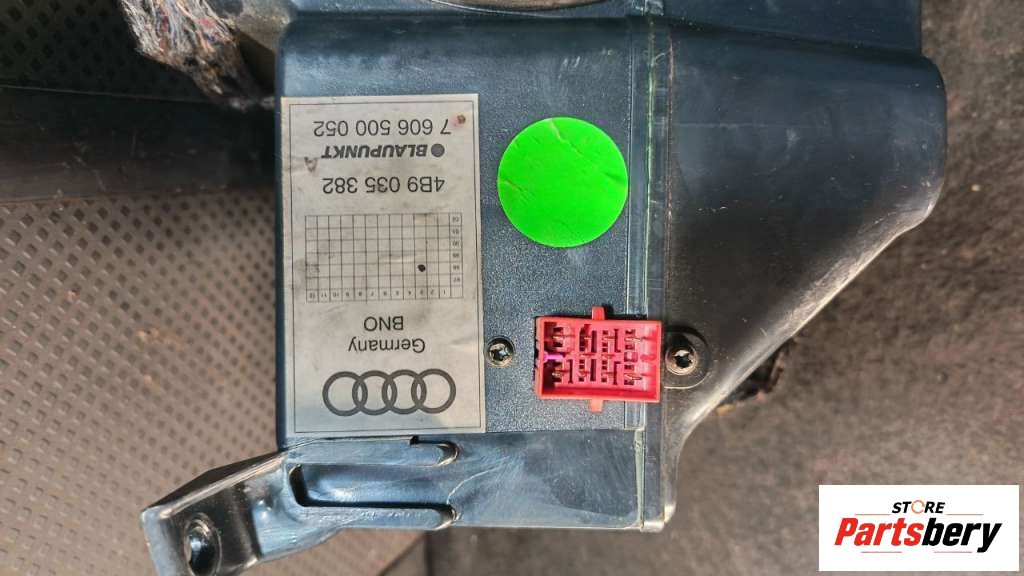 Germany
BNO
4B9 035 382
BLAUPUNKT
A
7 606 500 052
STORE
Partsbery